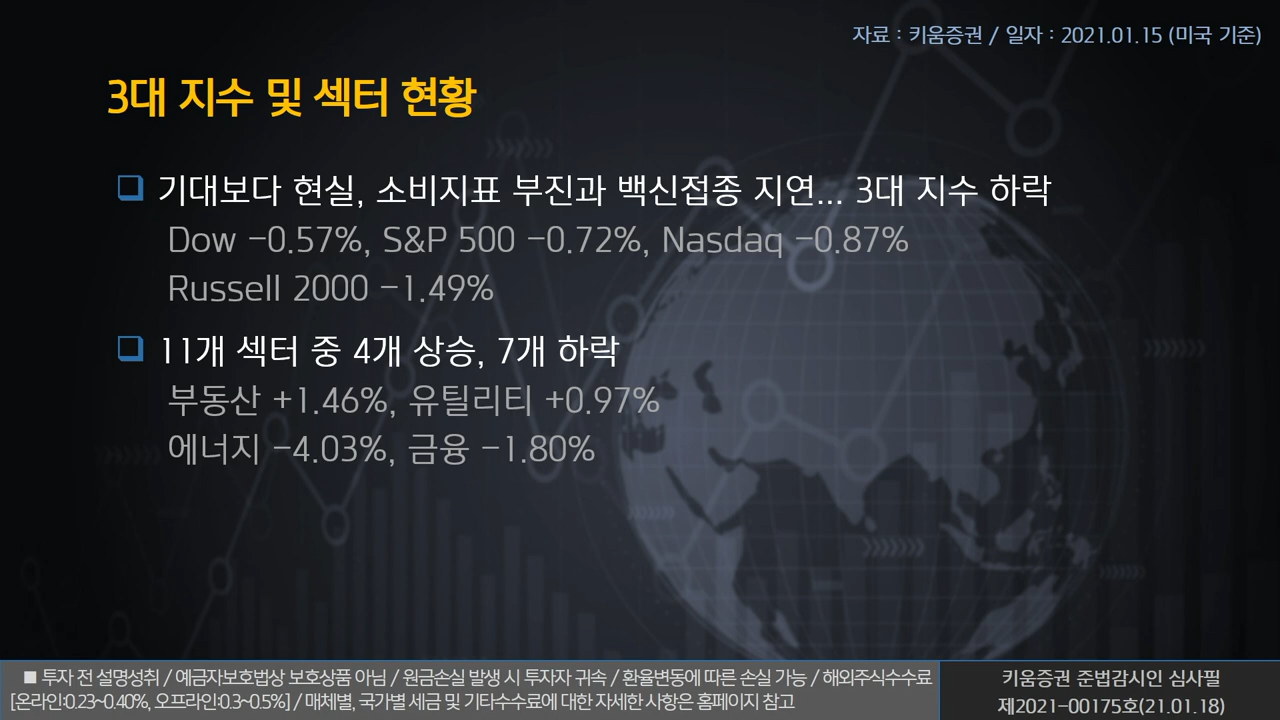 자료 : 키움증권 / 일자 : 2021.01.15 (미국 기준)
3대 지수 및 섹터 현황
❑ 기대보다 현실, 소비지표 부진과 백신접종 지연... 3대 지수 하락
Dow -0.57%, S&P 500 -0.72%, Nasdaq -0.87%
Russell 2000 -1.49%
❑ 11개 섹터 중 4개 상승, 7개 하락
부동산 +1.46%, 유틸리티 +0.97%
에너지 -4.03%, 금융 -1.80%
■ 투자 전 설명성취 / 예금자보호법상 보호상품 아님 / 원금손실 발생 시 투자자 귀속 / 환율변동에 따른 손실 가능 / 해외주식수수료
[온라인:0.23~0.40%, 오프라인:0.3~0.5%] / 매체별, 국가별 세금 및 기타수수료에 대한 자세한 사항은 홈페이지 참고
키움증권 준법감시인 심사필
제2021-00175호(21.01.18)